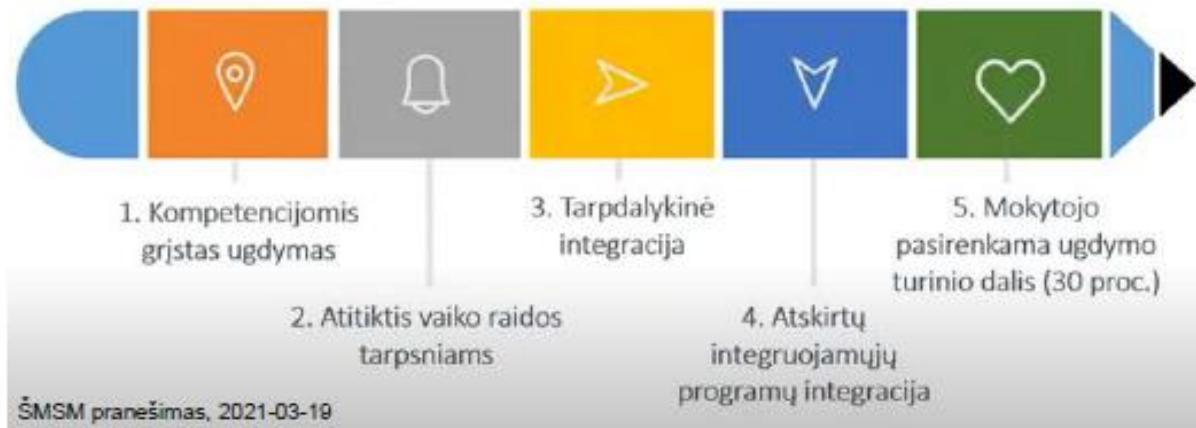 1. Kompetencijomis
grįstas ugdymas
2. Atitiktis vaiko raidos
tarpsniams
3. Tarpdalykinė
integracija
4. Atskirtų
integruojamųjų
programų integracija
5. Mokytojo
pasirenkama ugdymo
turinio dalis (30 proc.)
ŠMSM pranešimas, 2021-03-19